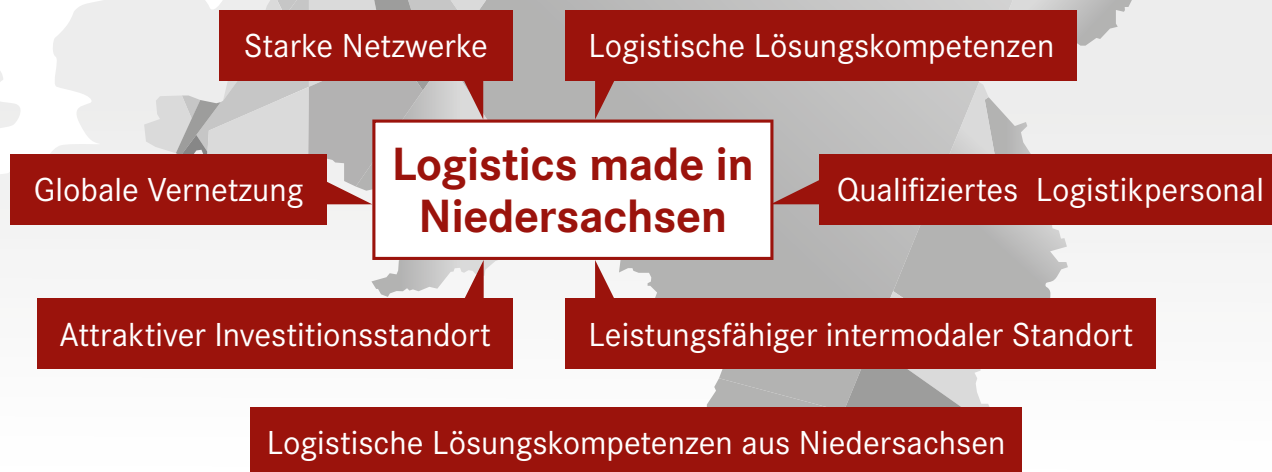 Starke Netzwerke
Logistische Lösungskompetenzen
Logistics made in
Niedersachsen
Globale Vernetzung
Qualifiziertes Logistikpersonal
Attraktiver Investitionsstandort
Leistungsfähiger intermodaler Standort
Logistische Lösungskompetenzen aus Niedersachsen